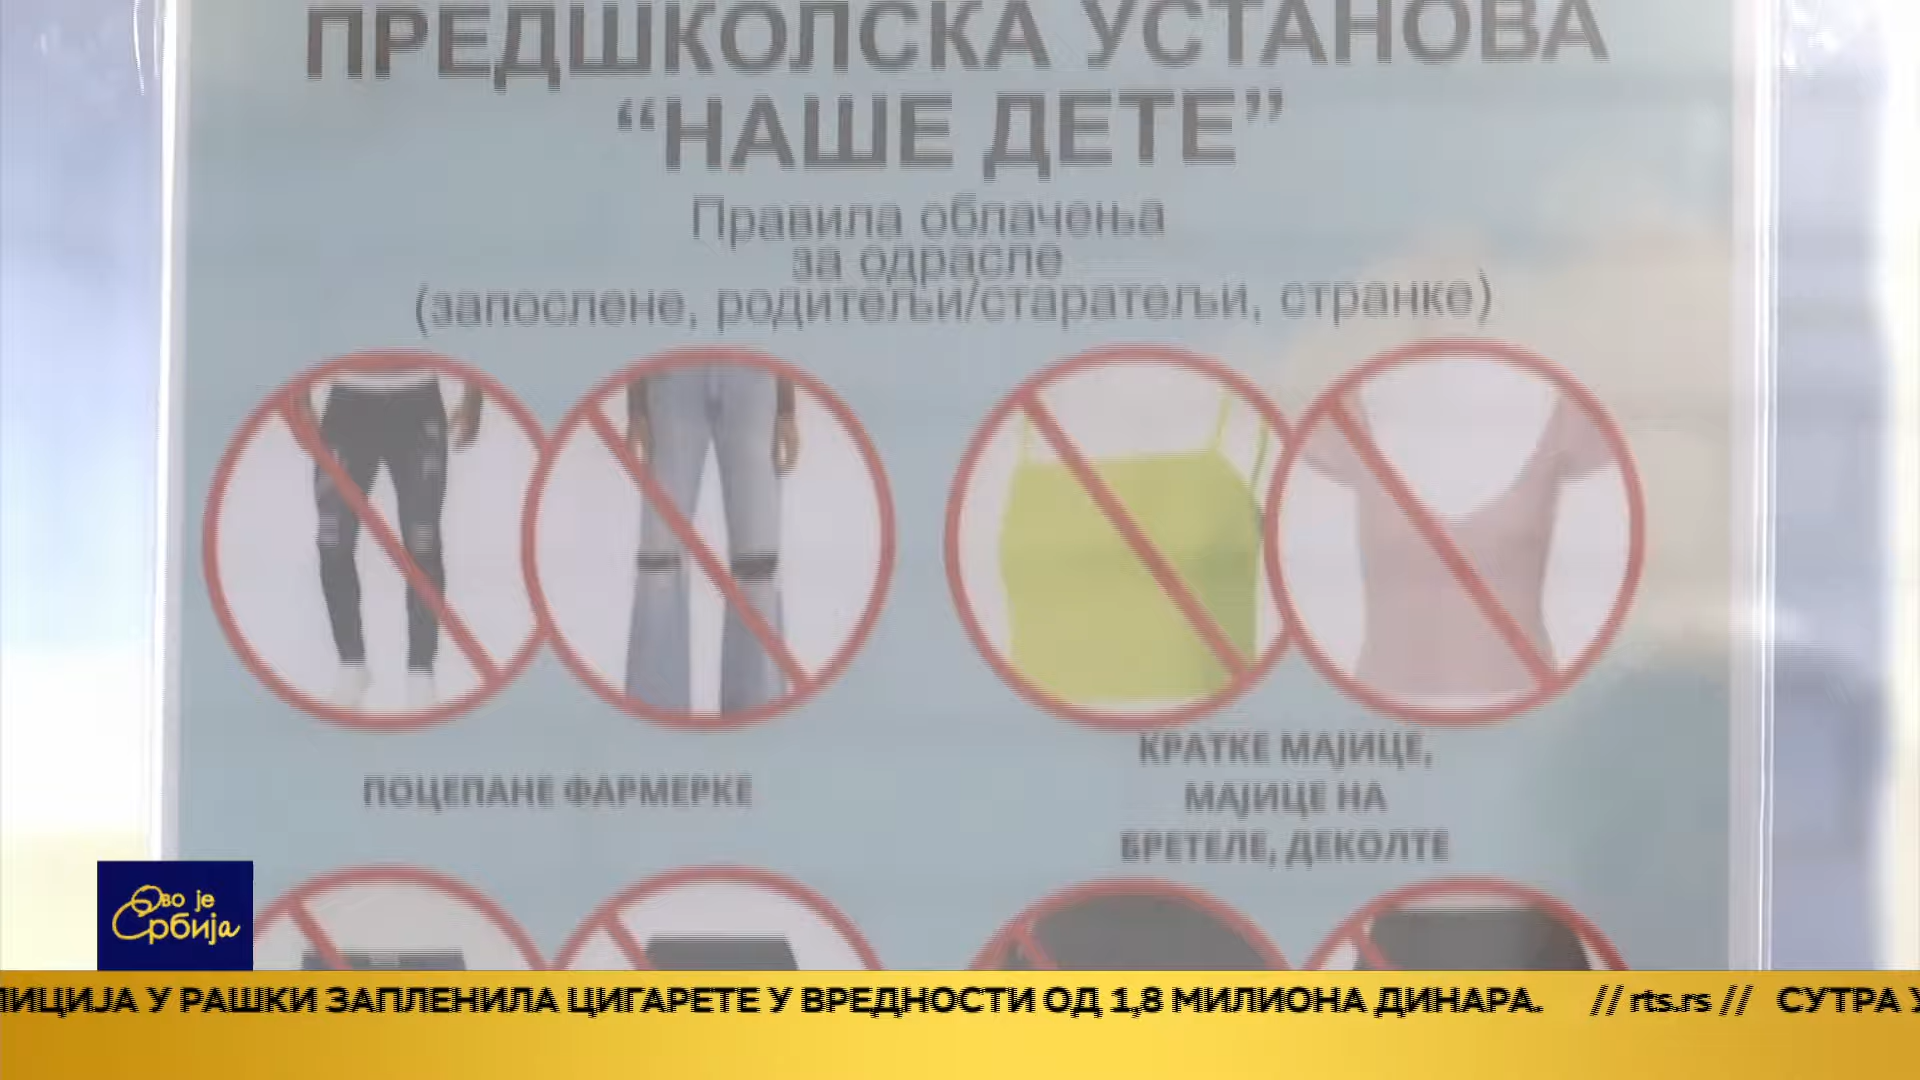 ПРЕДШКОЛСКА УСТАНОВА
“НАШЕ ДЕТЕ”
Правила облачења
за одрасле
(запослене, родитељи/старатељи, странке)
ПОЦЕПАНЕ ФАРМЕРКЕ
КРАТКЕ МАЈИЦЕ,
МАЈИЦЕ НА
БРЕТЕЛЕ, ДЕКОЛТЕ
Ово је
Србија
ЛИЦИЈА У РАШКИ ЗАПЛЕНИЛА ЦИГАРЕТЕ У ВРЕДНОСТИ ОД 1,8 МИЛИОНА ДИНАРА. // rts.rs // СУТРА У